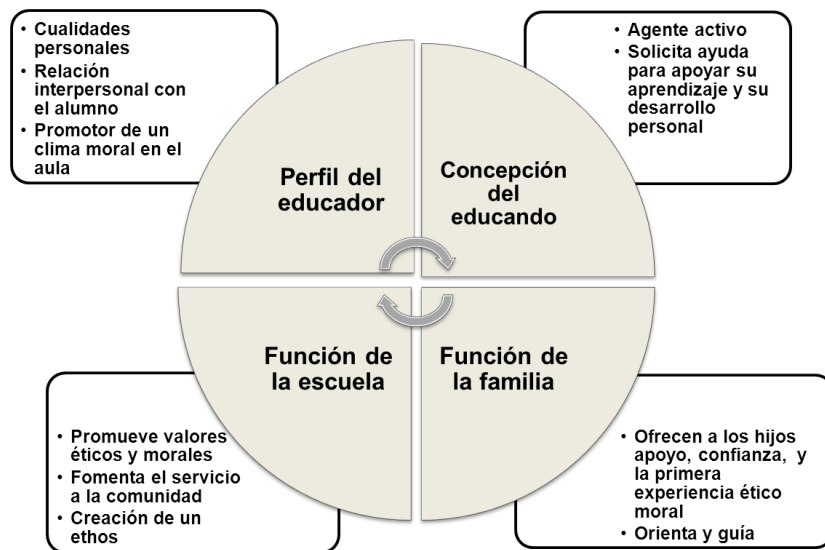 • Cualidades
personales
• Relación
interpersonal con
el alumno
• Promotor de un
clima moral en el
aula
• Agente activo
• Solicita ayuda
para apoyar su
aprendizaje y su
desarrollo
personal
Perfil del
educador
Concepción
del
educando
Función de
la escuela
Función de
la familia
• Promueve valores
éticos y morales
• Fomenta el servicio
a la comunidad
• Creación de un
ethos
• Ofrecen a los hijos
apoyo, confianza, y
la primera
experiencia ético
moral
• Orienta y guía